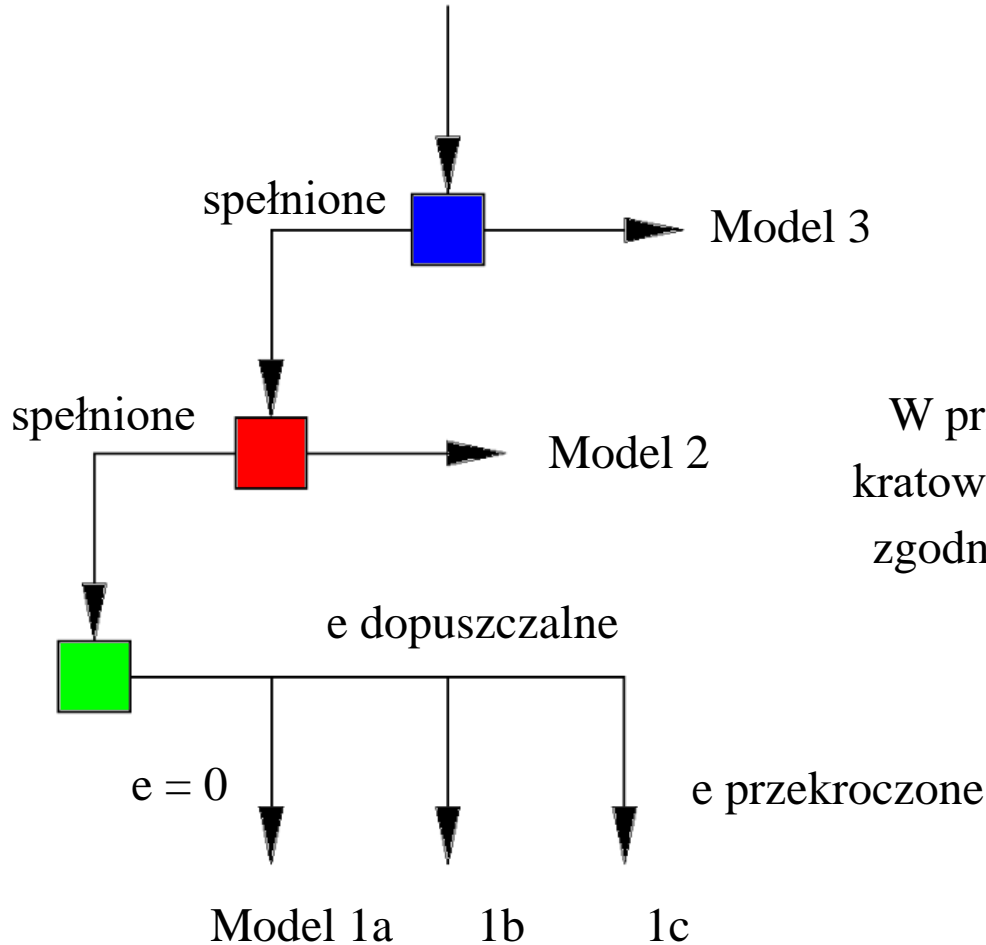 spełnione
Model 3
spełnione
Model 2
W pr
kratow
zgodn
e dopuszczalne
e = 0
e przekroczone
Model 1a 1b 1c